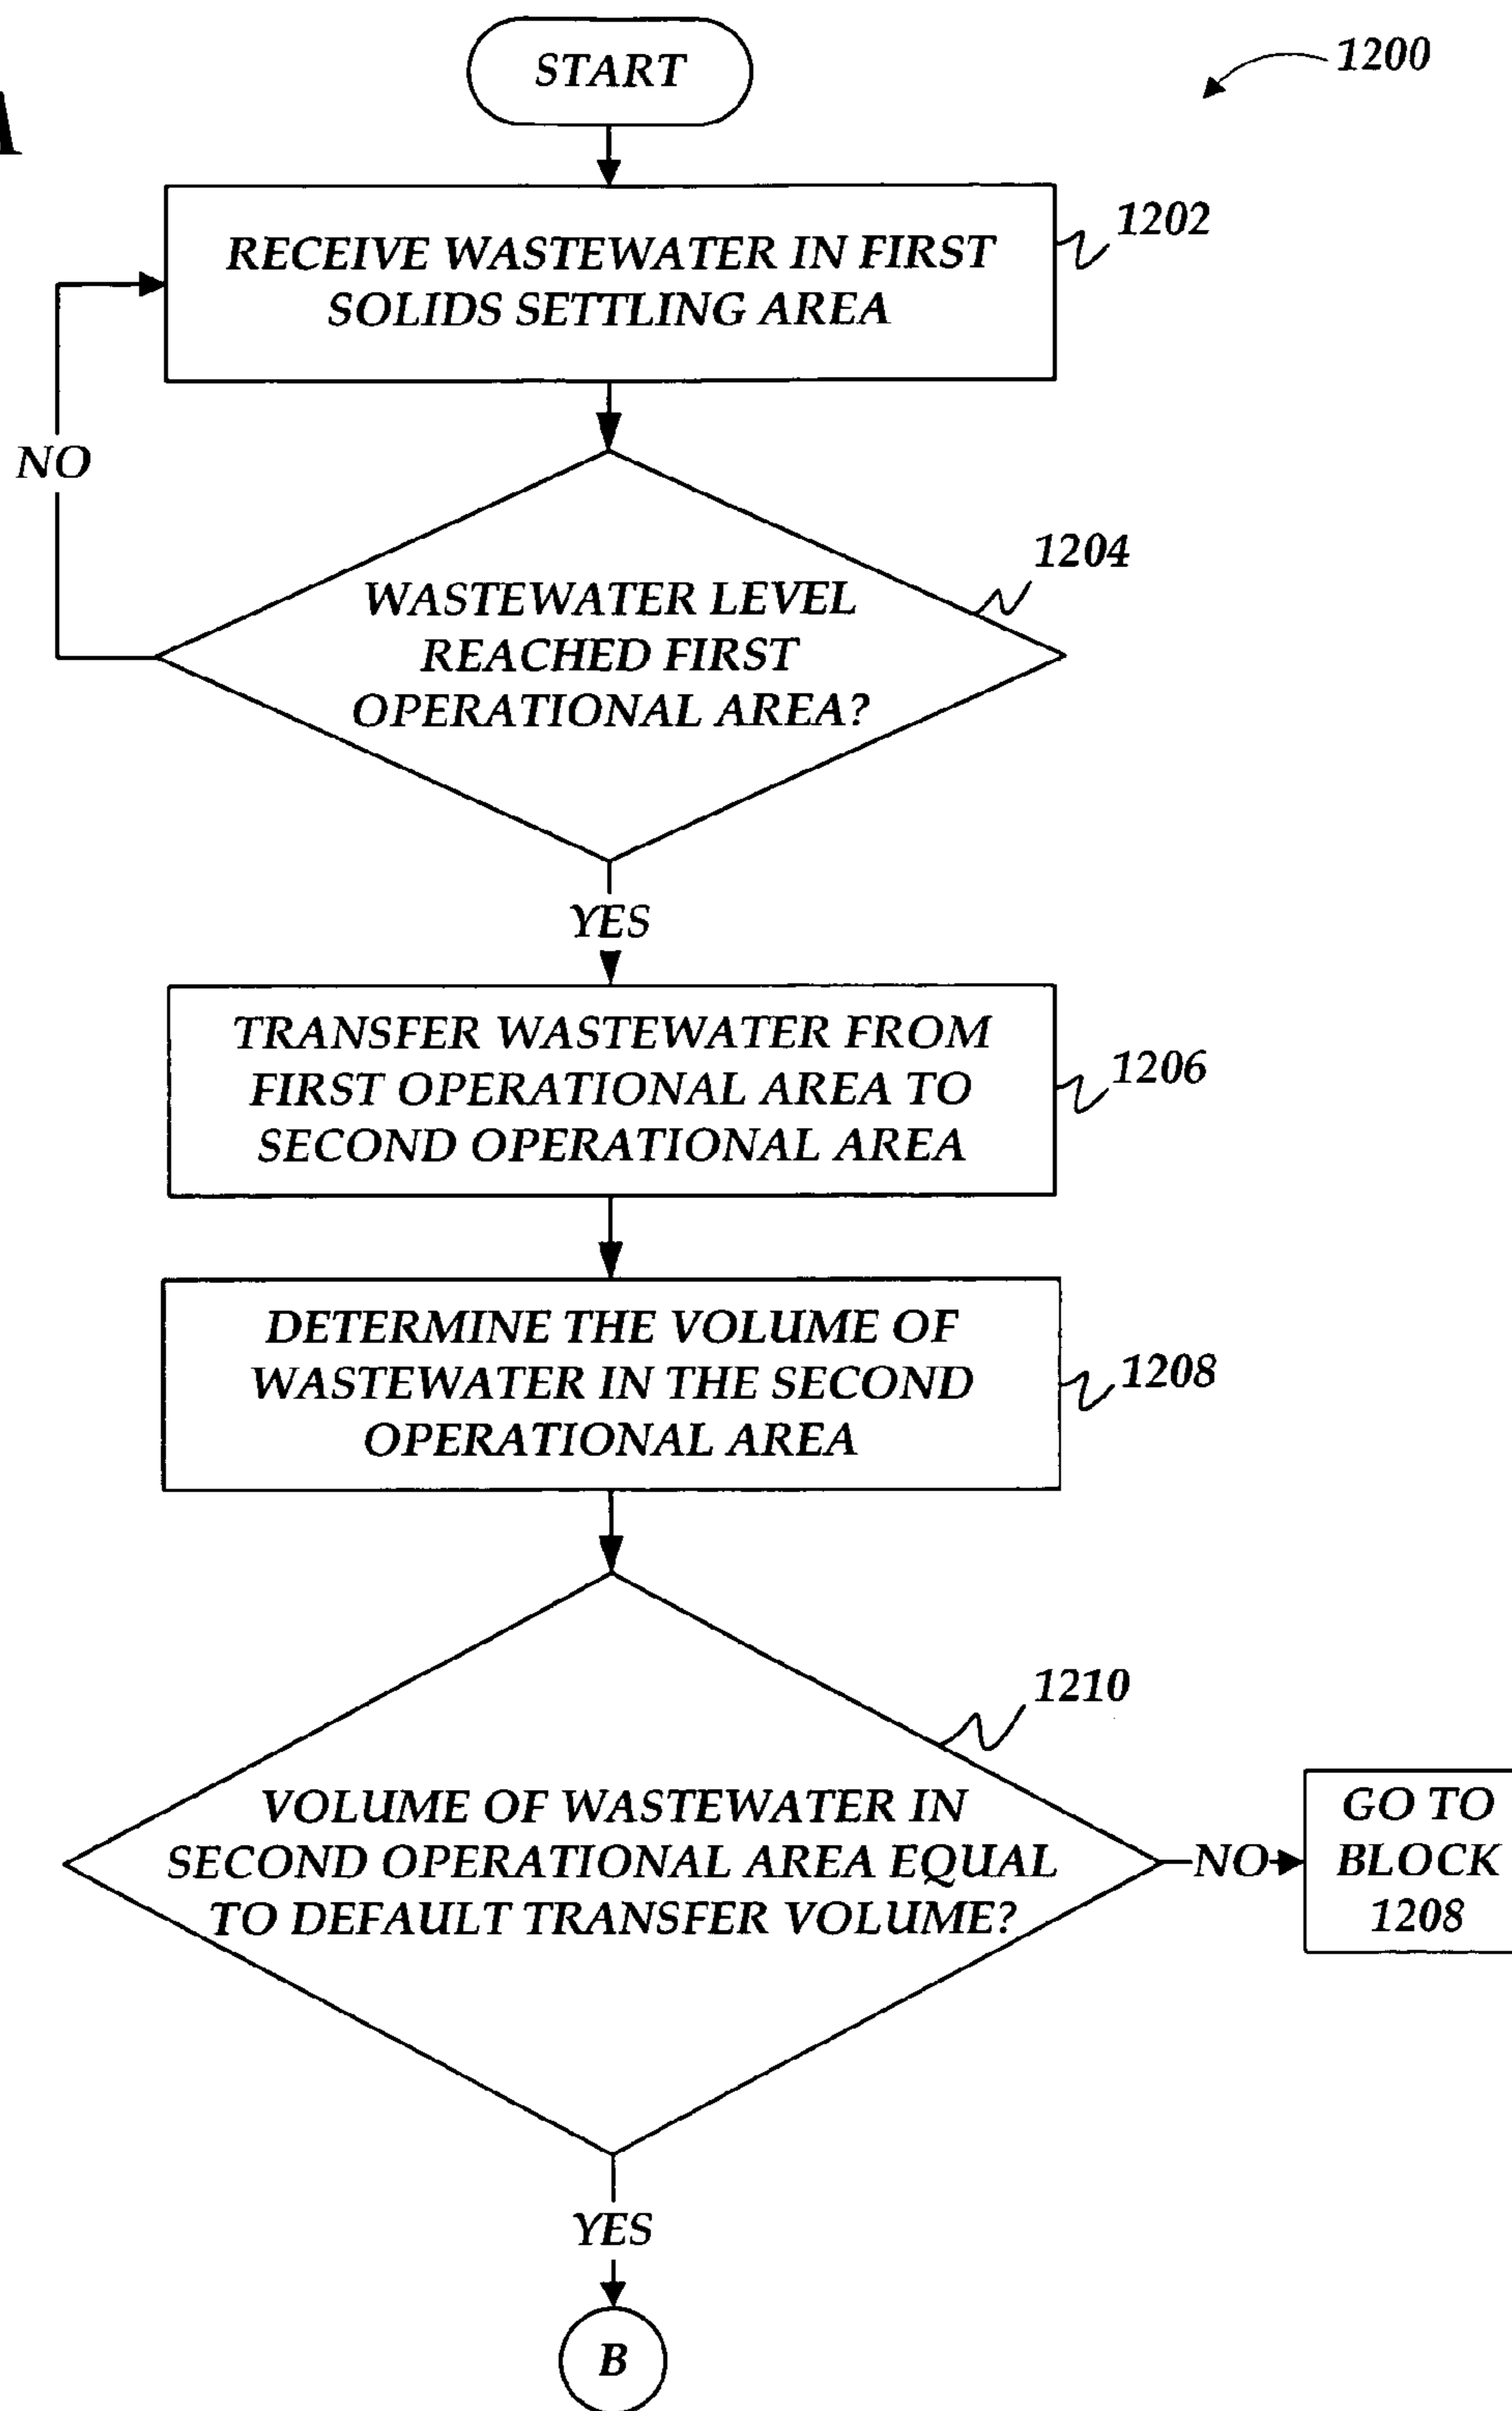 A
START
1200
RECEIVE WASTEWATER IN FIRST
SOLIDS SETTLING AREA
1202
NO
WASTEWATER LEVEL
REACHED FIRST
OPERATIONAL AREA?
1204
YES
TRANSFER WASTEWATER FROM
FIRST OPERATIONAL AREA TO
SECOND OPERATIONAL AREA
1206
DETERMINE THE VOLUME OF
WASTEWATER IN THE SECOND
OPERATIONAL AREA
1208
VOLUME OF WASTEWATER IN
SECOND OPERATIONAL AREA EQUAL
TO DEFAULT TRANSFER VOLUME?
1210
NO
GO TO
BLOCK
1208
YES
B